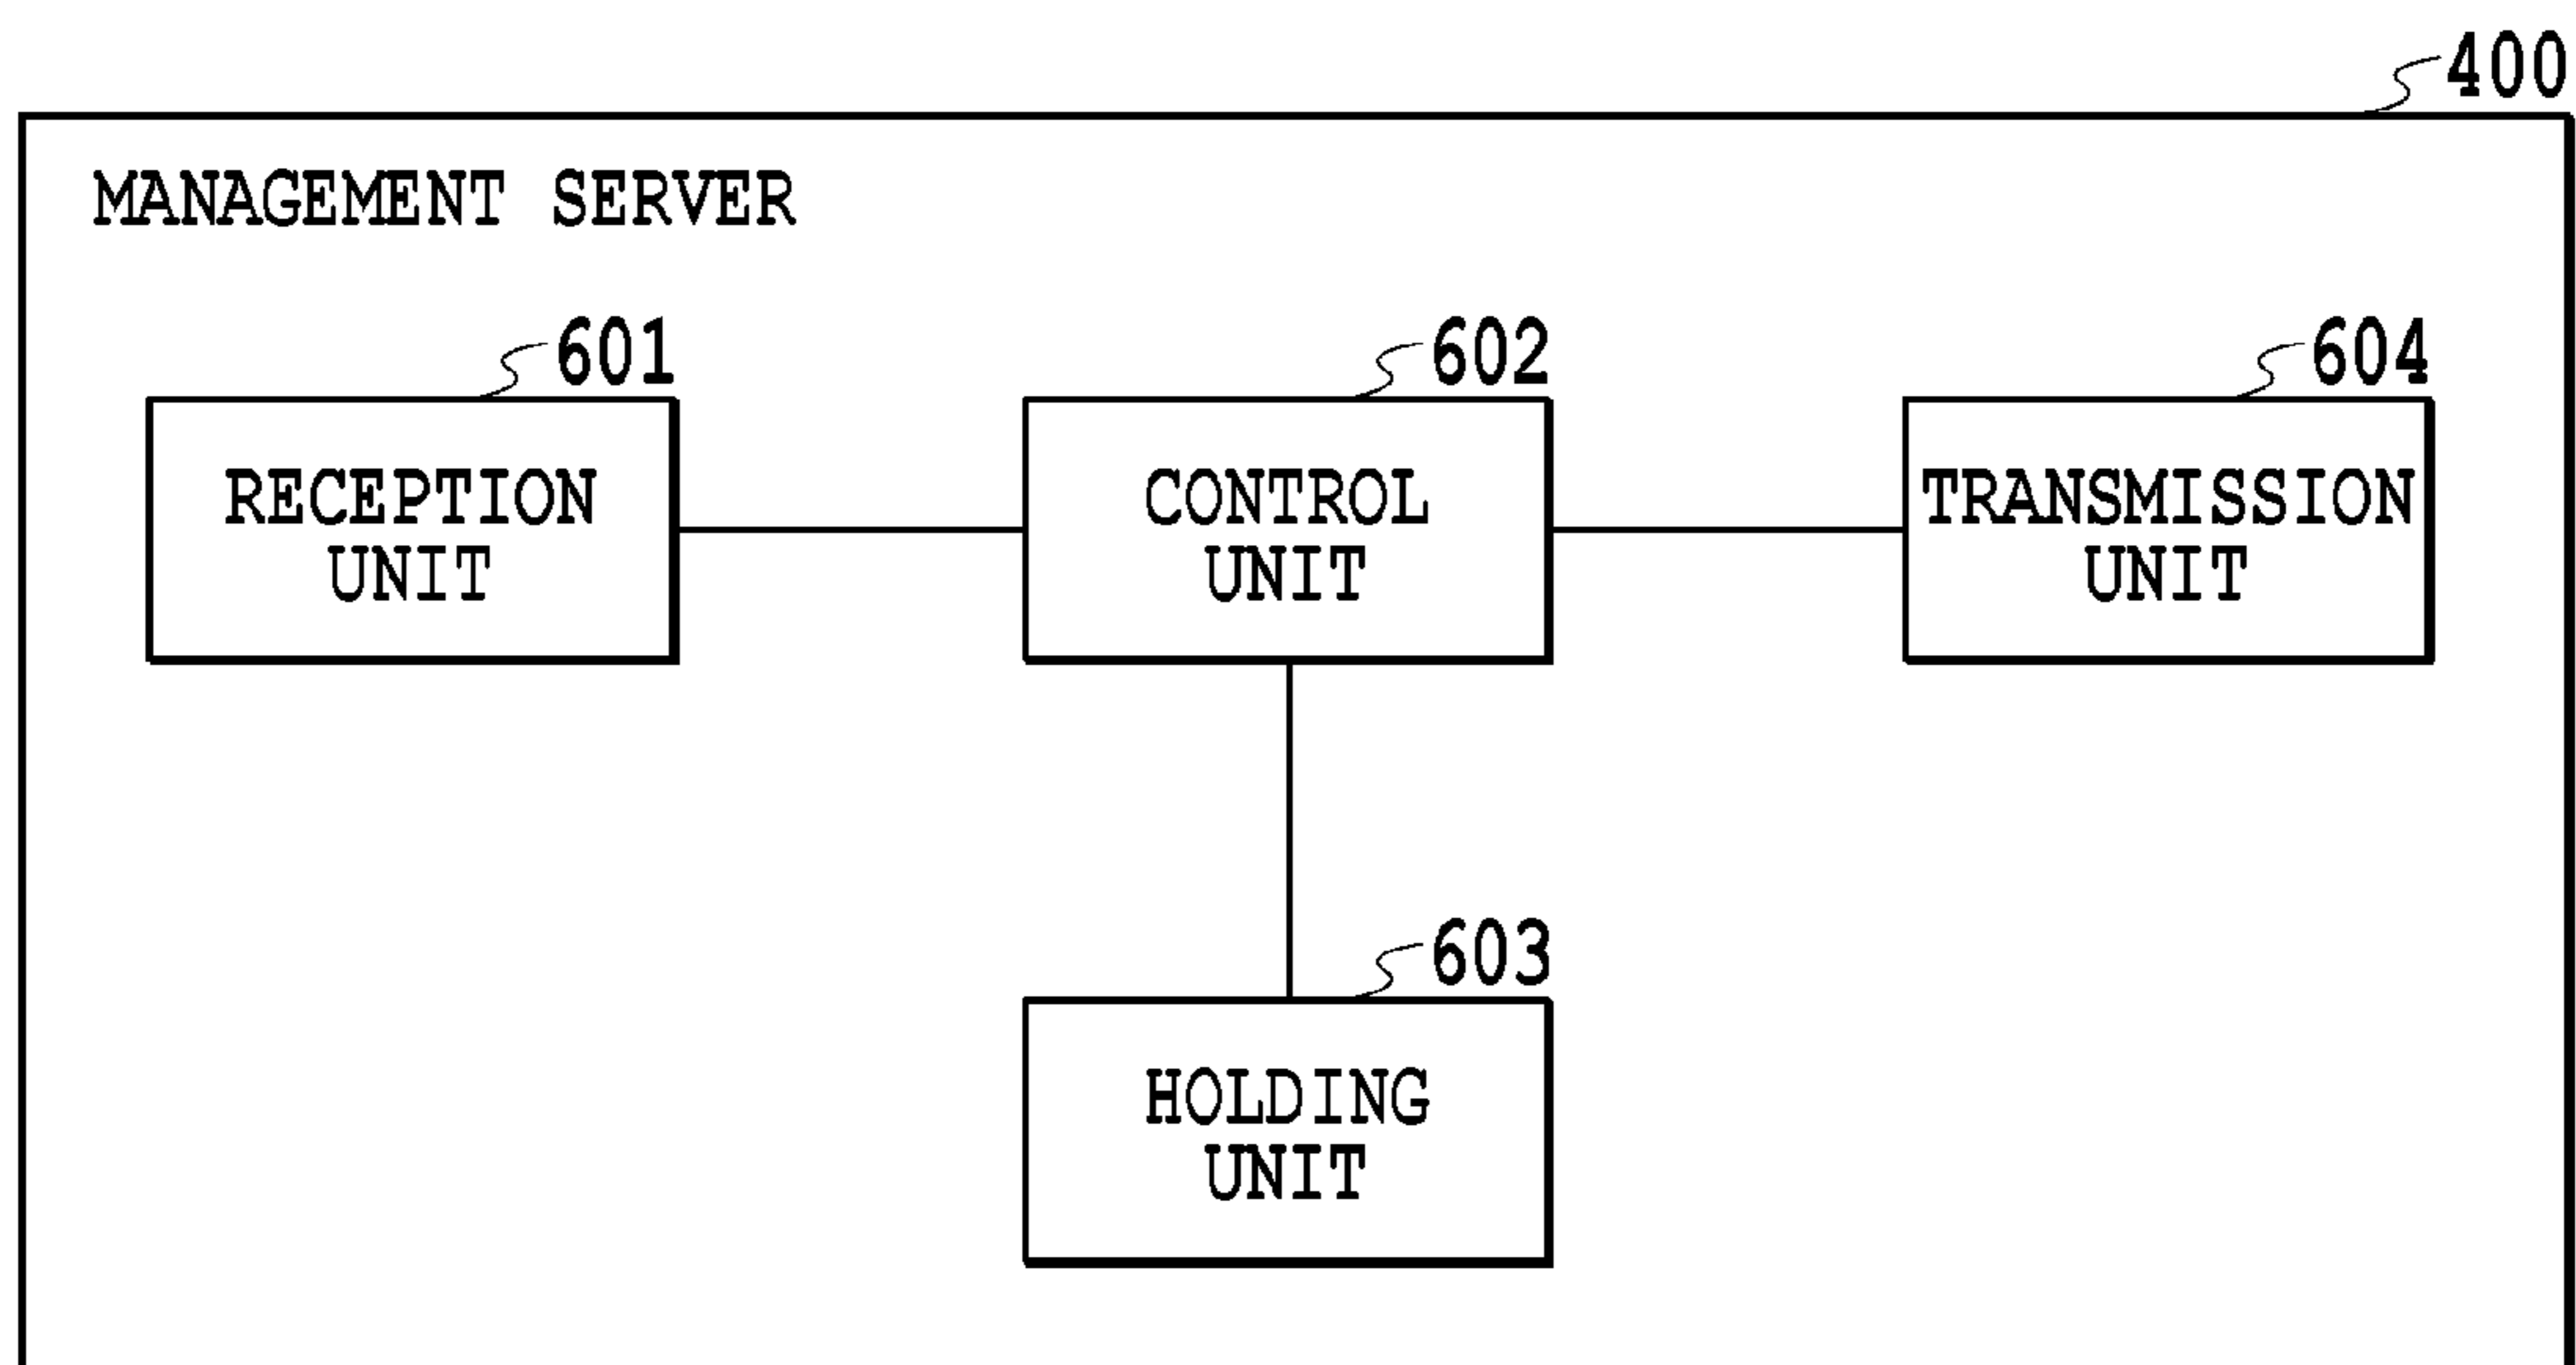 400
MANAGEMENT SERVER
601
602
604
RECEPTION
UNIT
CONTROL
UNIT
TRANSMISSION
UNIT
603
HOLDING
UNIT